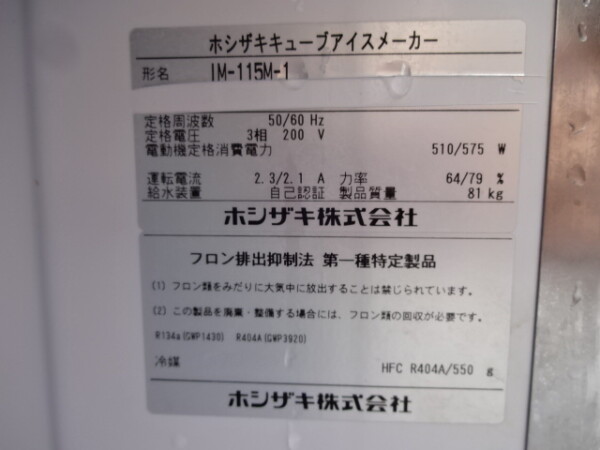 ホシザキキューブアイスメーカー
形名 IM-115M-1
定格周波数 50/60 Hz
定格電圧 3相 200 V
電動機定格消費電力 510/575 W
運転電流 2.3/2.1 A 力率 64/79 %
給水装置 自己認証 製品質量 81 kg
ホシザキ株式会社
フロン排出抑制法 第一種特定製品
(1) フロン類をみだりに大気中に放出することは禁じられています。
(2) この製品を廃棄・整備する場合には、フロン類の回収が必要です。
R134a(GWP1430) R404A(GWP3920)
冷媒 HFC R404A/550 g
ホシザキ株式会社